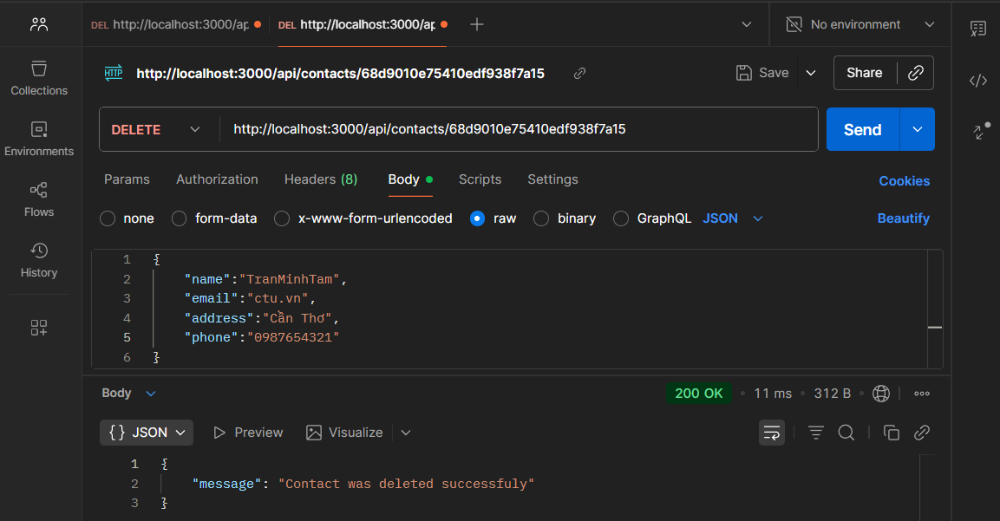 DEL http://localhost:3000/ap
DEL http://localhost:3000/ap
No environment
Collections
Environments
Flows
History
HTTP http://localhost:3000/api/contacts/68d9010e75410edf938f7a15
Save
Share
DELETE http://localhost:3000/api/contacts/68d9010e75410edf938f7a15
Send
Params Authorization Headers (8) Body Scripts Settings
Cookies
none form-data x-www-form-urlencoded raw binary GraphQL JSON
Beautify
1 {
2 "name":"TranMinhTam",
3 "email":"ctu.vn",
4 "address":"Cần Thơ",
5 "phone":"0987654321"
6 }
Body
200 OK • 11 ms • 312 B
{} JSON Preview Visualize
1 {
2 "message": "Contact was deleted successfuly"
3 }